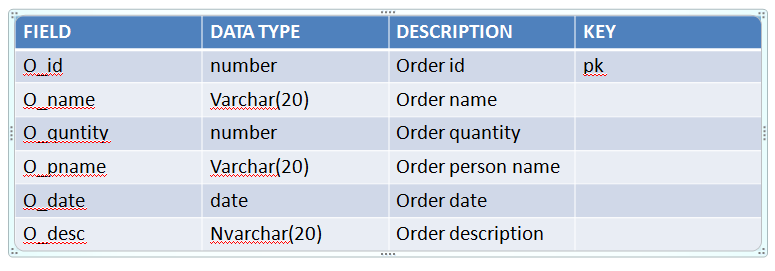 FIELD DATA TYPE DESCRIPTION KEY
O_id number Order id pk
O_name Varchar(20) Order name
O_quntity number Order quantity
O_pname Varchar(20) Order person name
O_date date Order date
O_desc Nvarchar(20) Order description